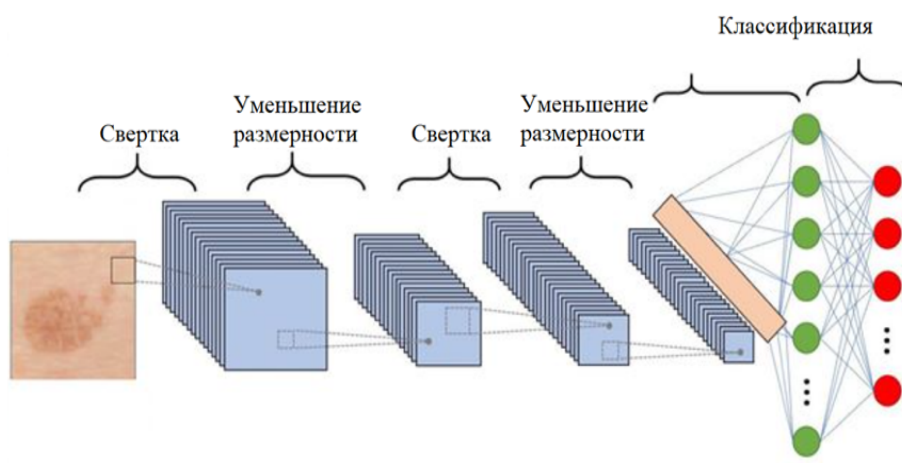 Классификация
Уменьшение
размерности
Уменьшение
размерности
Свертка
Свертка